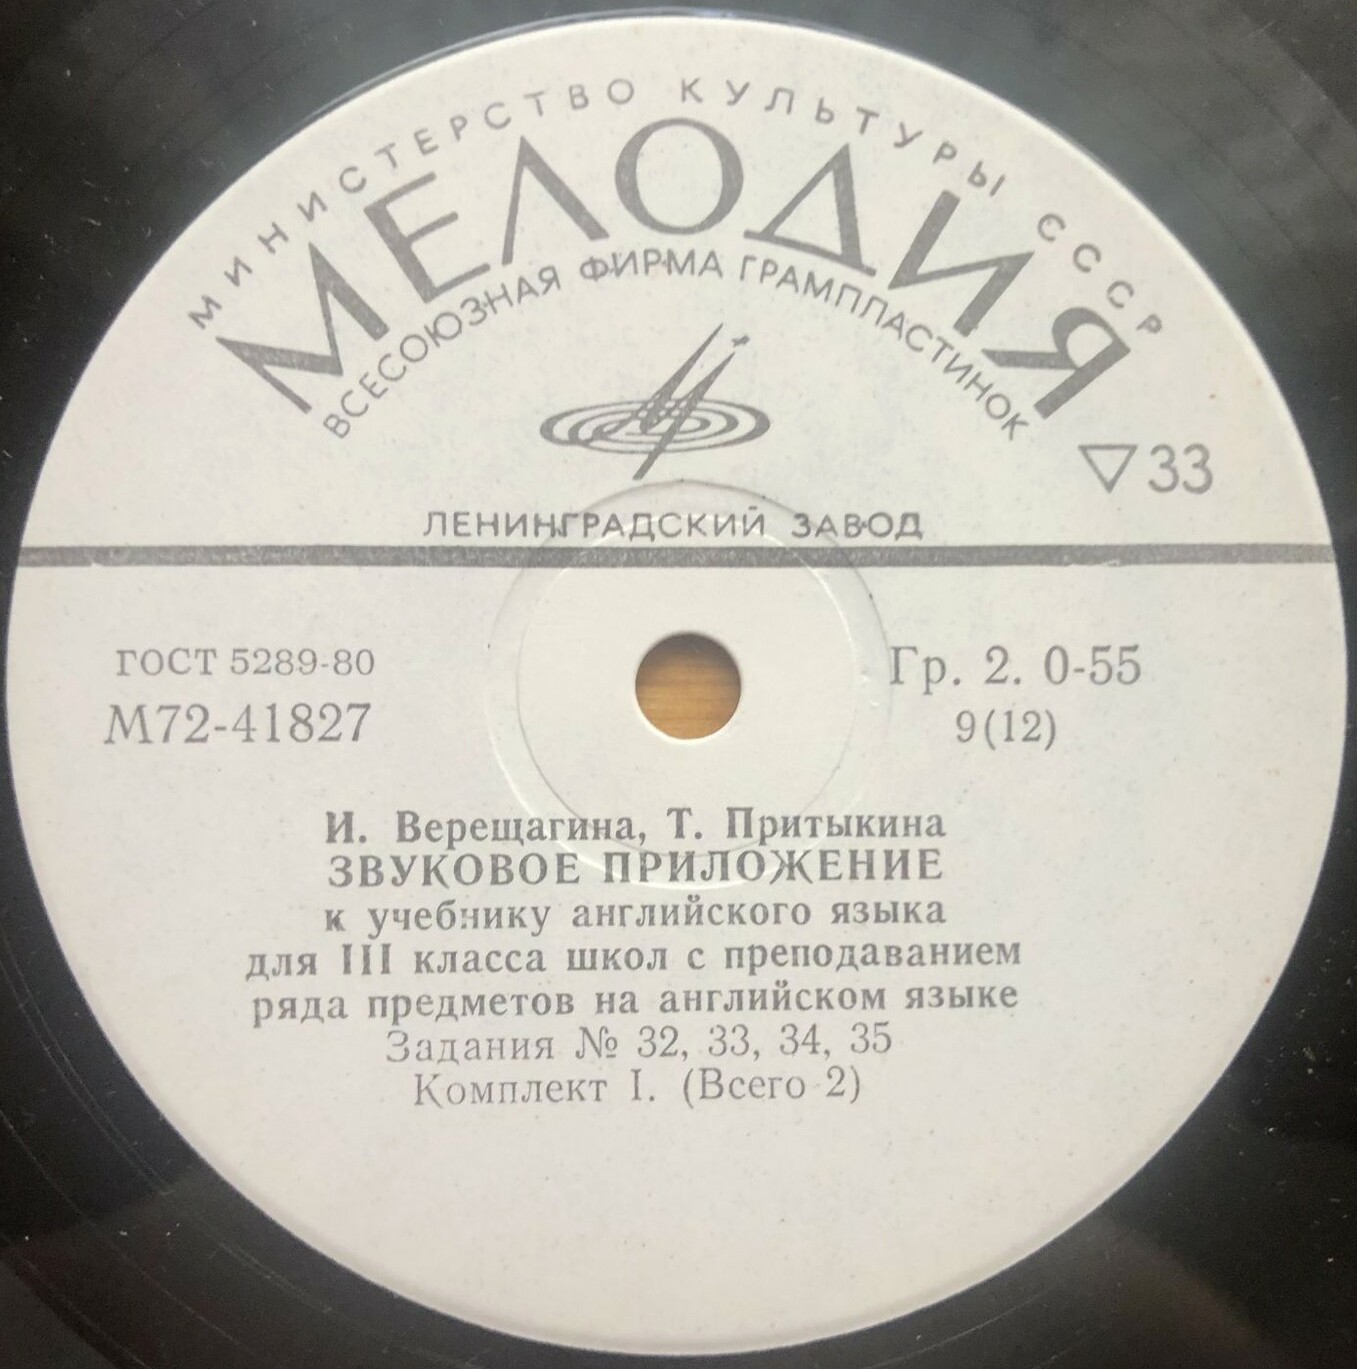 МИНИСТЕРСТВО КУЛЬТУРЫ СССР
МЕЛОДИЯ
ВСЕСОЮЗНАЯ ФИРМА ГРАМПЛАСТИНОК
▽33
ЛЕНИНГРАДСКИЙ ЗАВОД
ГОСТ 5289-80
Гр. 2. 0-55
М72-41827
9(12)
И. Верещагина, Т. Притыкина
ЗВУКОВОЕ ПРИЛОЖЕНИЕ
к учебнику английского языка
для III класса школ с преподаванием
ряда предметов на английском языке
Задания № 32, 33, 34, 35
Комплект I. (Всего 2)